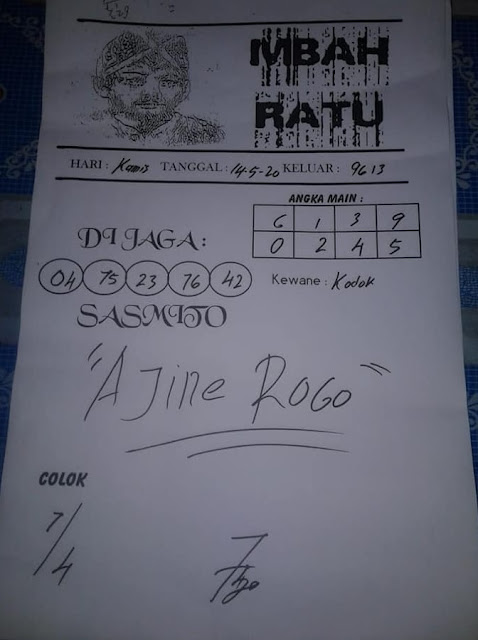 MBAH
RATU
HARI : Kamis TANGGAL : 14-5-20 KELUAR : 9613
ANGKA MAIN :
6 1 3 9
0 2 4 5
DI JAGA :
04 75 23 76 42
Kewane : Kodok
SASMITO
"AJINE ROGO"
COLOK
7/4